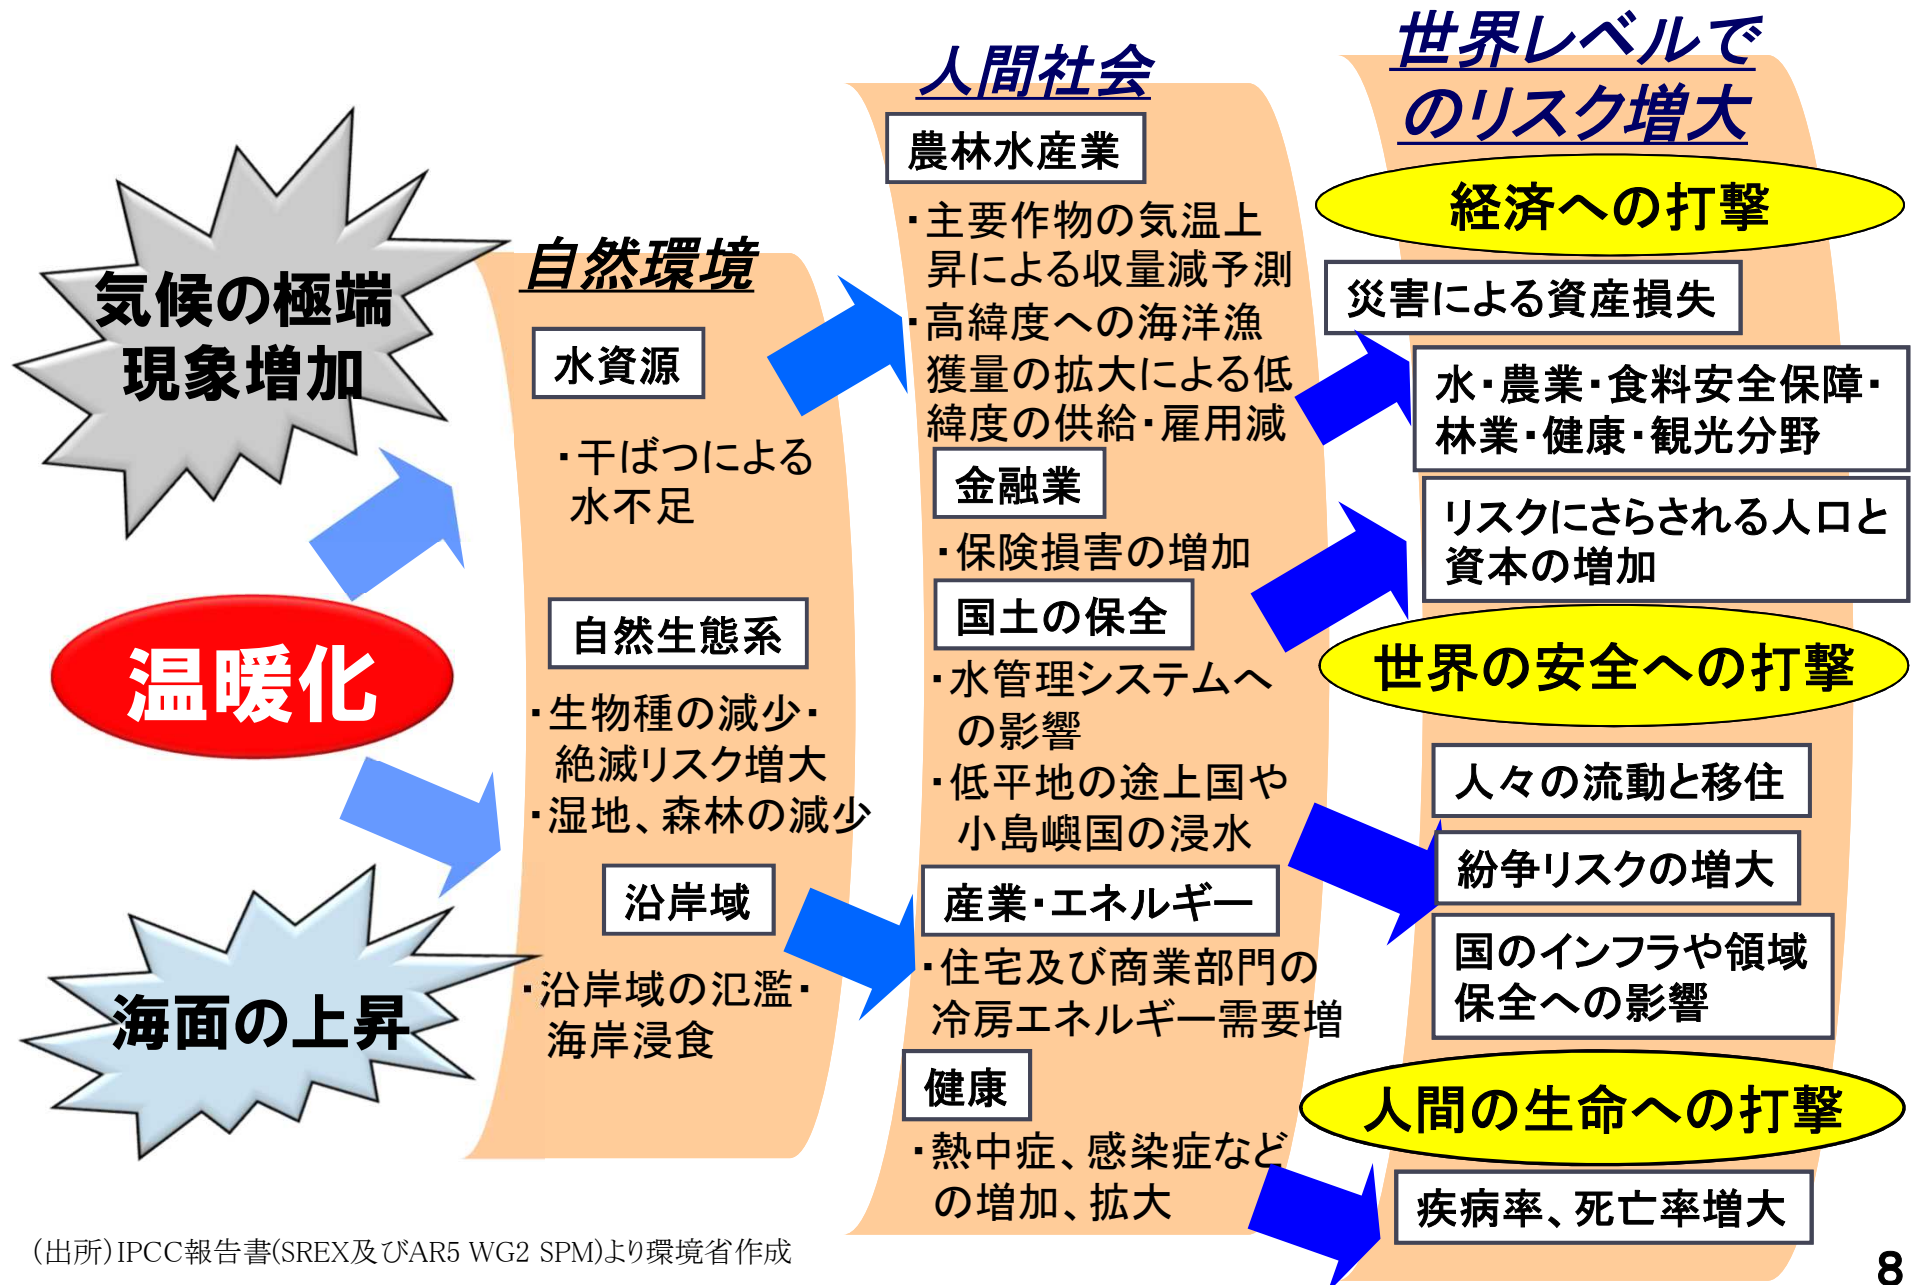 気候の極端
現象増加
温暖化
海面の上昇
自然環境
水資源
・干ばつによる
水不足
自然生態系
・生物種の減少・
絶滅リスク増大
・湿地、森林の減少
沿岸域
・沿岸域の氾濫・
海岸浸食
人間社会
農林水産業
・主要作物の気温上
昇による収量減予測
・高緯度への海洋漁
獲量の拡大による低
緯度の供給・雇用減
金融業
・保険損害の増加
国土の保全
・水管理システムへ
の影響
・低平地の途上国や
小島嶼国の浸水
産業・エネルギー
・住宅及び商業部門の
冷房エネルギー需要増
健康
・熱中症、感染症など
の増加、拡大
世界レベルで
のリスク増大
経済への打撃
災害による資産損失
水・農業・食料安全保障・
林業・健康・観光分野
リスクにさらされる人口と
資本の増加
世界の安全への打撃
人々の流動と移住
紛争リスクの増大
国のインフラや領域
保全への影響
人間の生命への打撃
疾病率、死亡率増大
（出所）IPCC報告書(SREX及びAR5 WG2 SPM)より環境省作成
8